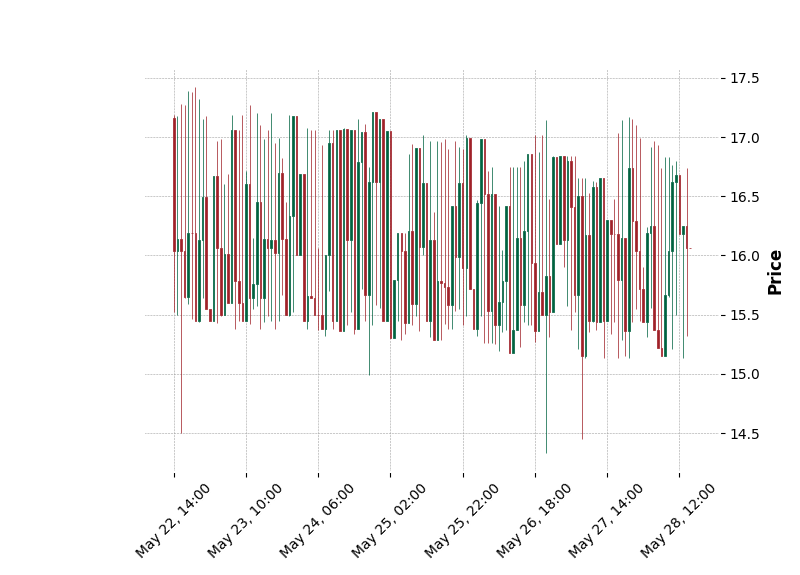 17.5
17.0
16.5
16.0
15.5
15.0
14.5
Price
May 22, 14:00
May 23, 10:00
May 24, 06:00
May 25, 02:00
May 25, 22:00
May 26, 18:00
May 27, 14:00
May 28, 12:00